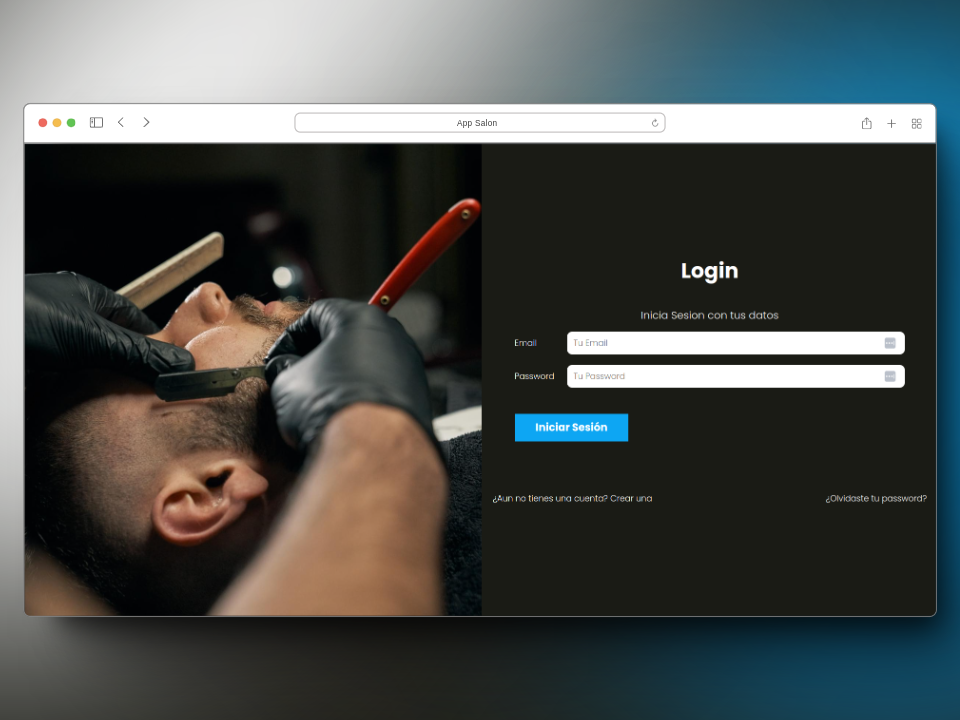 App Salon
Login
Inicia Sesion con tus datos
Email
Tu Email
Password
Tu Password
Iniciar Sesión
¿Aun no tienes una cuenta? Crear una
¿Olvidaste tu password?